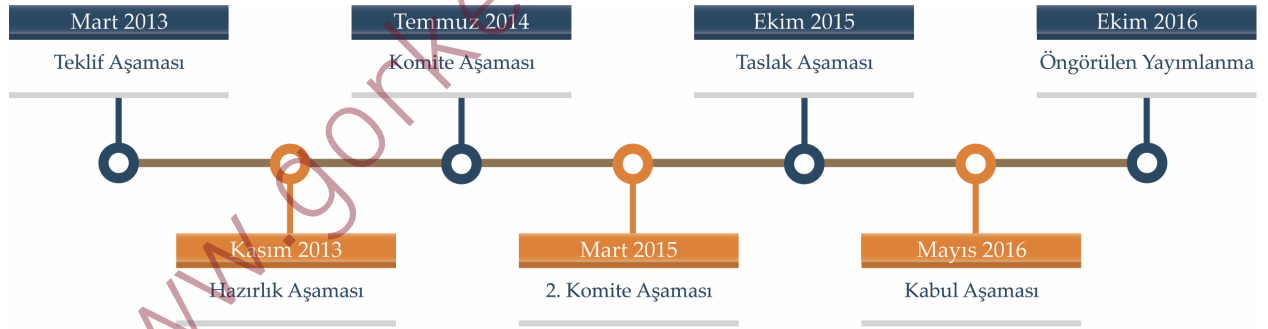 Mart 2013
Teklif Aşaması
Kasım 2013
Hazırlık Aşaması
Temmuz 2014
Komite Aşaması
Mart 2015
2. Komite Aşaması
Ekim 2015
Taslak Aşaması
Mayıs 2016
Kabul Aşaması
Ekim 2016
Öngörülen Yayımlanma